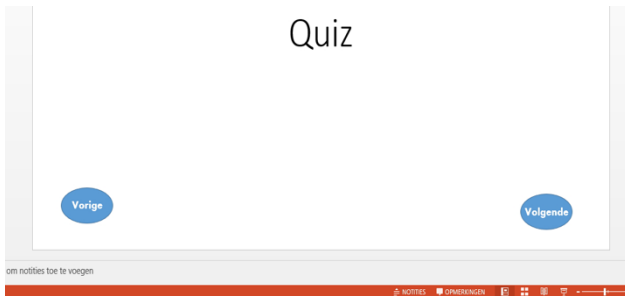 Quiz
Vorige
Volgende
om notities toe te voegen
NOTITIES OPMERKINGEN